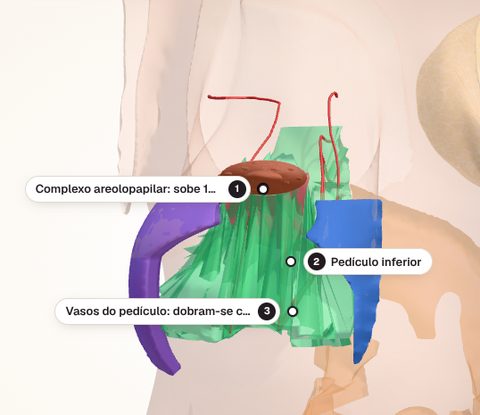 Complexo areolopapilar: sobe 1... 1
2 Pedículo inferior
Vasos do pedículo: dobram-se c... 3